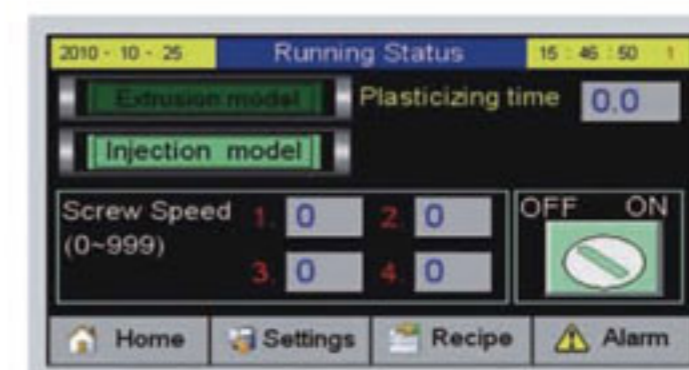 2010 - 10 - 25 Running Status 15 : 46 : 50 1
Extrusion model Plasticizing time 0.0
Injection model
Screw Speed 1. 0 2. 0 OFF ON
(0~999)
3. 0 4. 0
Home Settings Recipe Alarm